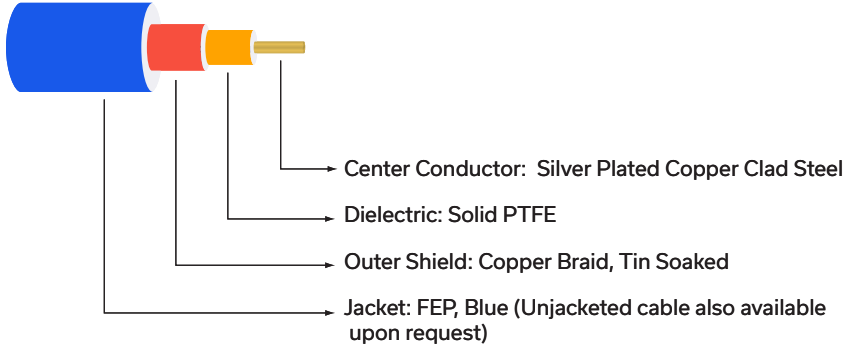 Center Conductor:  Silver Plated Copper Clad Steel
Dielectric: Solid PTFE
Outer Shield: Copper Braid, Tin Soaked
Jacket: FEP, Blue (Unjacketed cable also available
upon request)